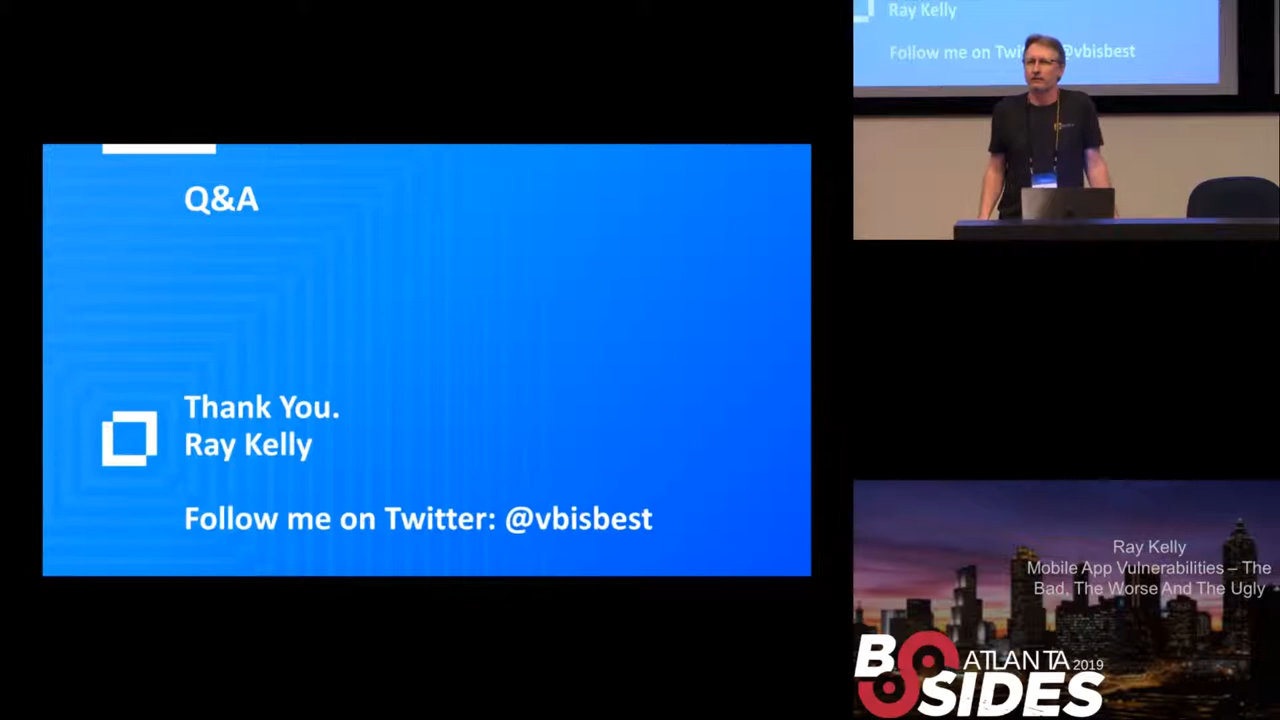 Q&A
Thank You.
Ray Kelly
Follow me on Twitter: @vbisbest
Ray Kelly
Follow me on Twi @vbisbest
Ray Kelly
Mobile App Vulnerabilities – The
Bad, The Worse And The Ugly
BSIDES ATLANTA 2019